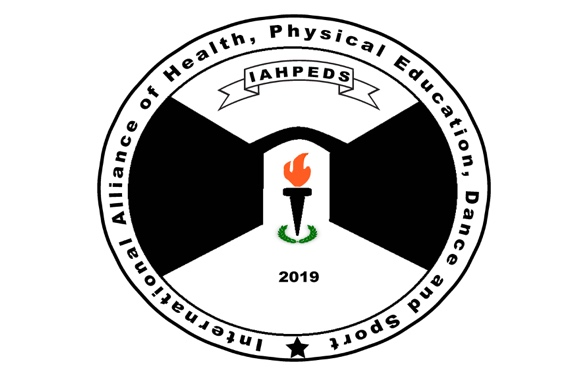 International Alliance of Health, Physical Education, Dance and Sport
IAHPEDS
2019